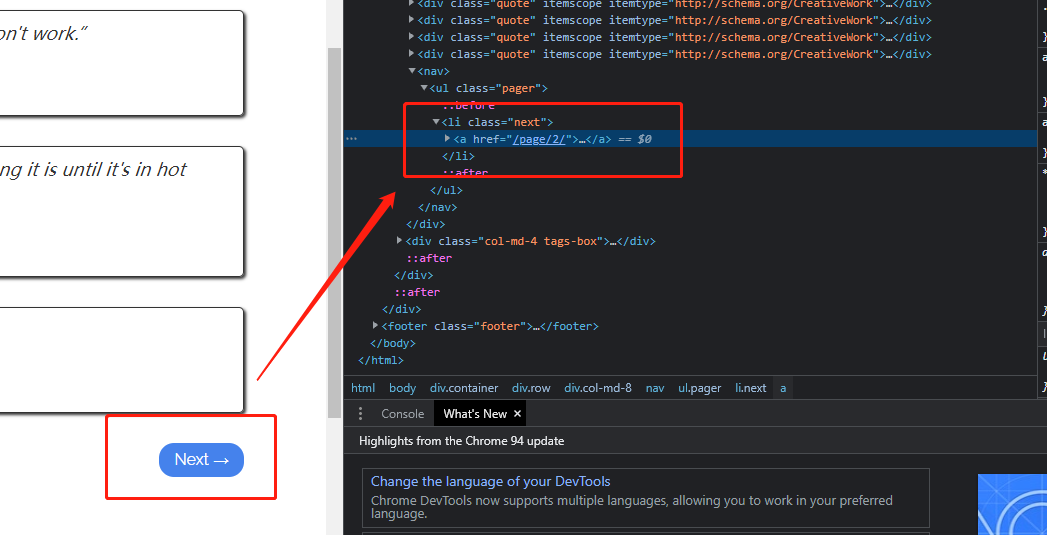 on't work.”
ng it is until it's in hot
Next →
<div class="quote" itemscope itemtype="http://schema.org/CreativeWork">…</div>
<div class="quote" itemscope itemtype="http://schema.org/CreativeWork">…</div>
<div class="quote" itemscope itemtype="http://schema.org/CreativeWork">…</div>
<div class="quote" itemscope itemtype="http://schema.org/CreativeWork">…</div>
<nav>
<ul class="pager">
::before
<li class="next">
<a href="/page/2/">…</a> == $0
</li>
::after
</ul>
</nav>
</div>
<div class="col-md-4 tags-box">…</div>
::after
</div>
::after
</div>
<footer class="footer">…</footer>
</body>
</html>
html body div.container div.row div.col-md-8 nav ul.pager li.next a
Console What's New ×
Highlights from the Chrome 94 update
Change the language of your DevTools
Chrome DevTools now supports multiple languages, allowing you to work in your preferred
language.